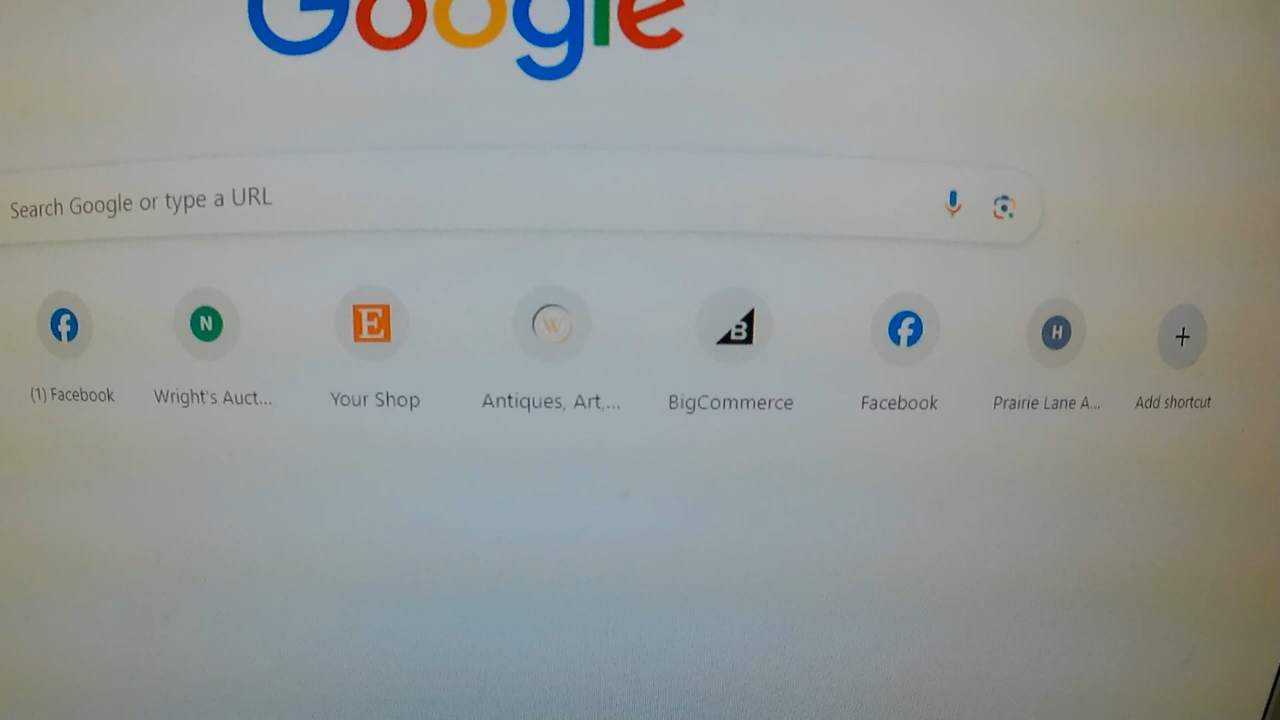 Google
Search Google or type a URL
N
E
W
B
H
(1) Facebook
Wright's Auct...
Your Shop
Antiques, Art,...
BigCommerce
Facebook
Prairie Lane A...
Add shortcut